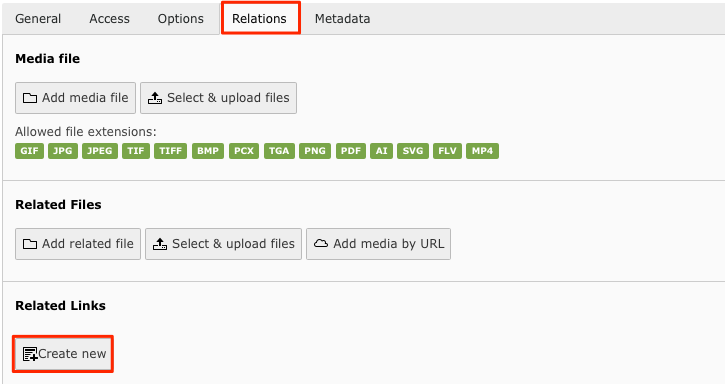 General Access Options Relations Metadata
Media file
Add media file Select & upload files
Allowed file extensions:
GIF JPG JPEG TIF TIFF BMP PCX TGA PNG PDF AI SVG FLV MP4
Related Files
Add related file Select & upload files Add media by URL
Related Links
Create new